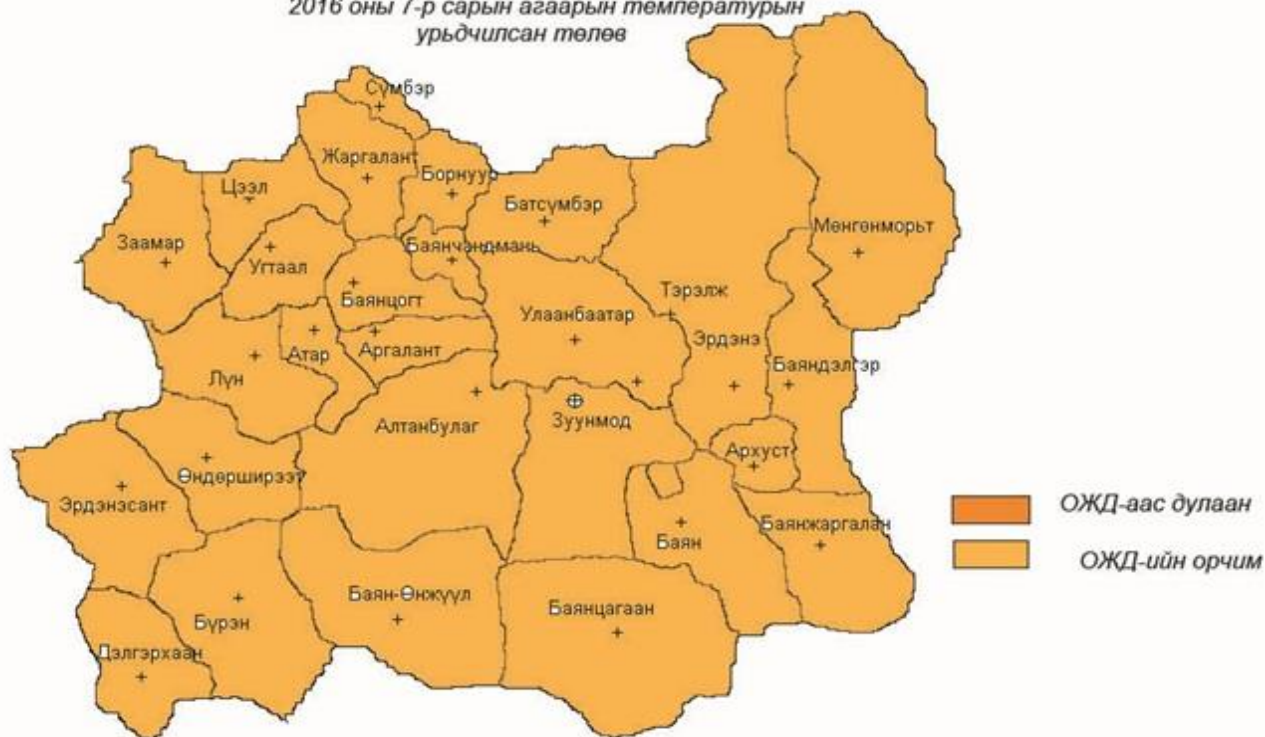 2016 оны 7-р сарын агаарын температурын
урьдчилсан төлөв
Сүмбэр
Жаргалант
Борнуур
Цээл
Батсүмбэр
Мөнгөнморьт
Заамар
Баянчандмань
Угтаал
Тэрэлж
Баянцогт
Улаанбаатар
Эрдэнэ
Атар
Аргалант
Баяндэлгэр
Лүн
Алтанбулаг
Зуунмод
Архуст
Өндөрширээт
Эрдэнэсант
ОЖД-аас дулаан
Баянжаргалан
Баян
ОЖД-ийн орчим
Баян-Өнжүүл
Баянцагаан
Бүрэн
Дэлгэрхаан